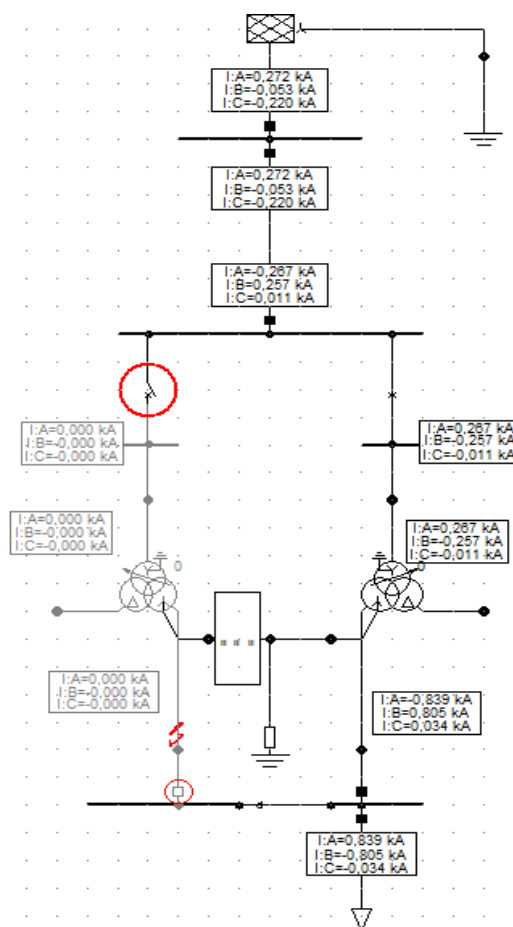 I:A=0,272 kA
I:B=-0,053 kA
I:C=-0,220 kA
I:A=0,272 kA
I:B=-0,053 kA
I:C=-0,220 kA
I:A=-0,267 kA
I:B=0,257 kA
I:C=0,011 kA
I:A=0,000 kA
I:B=-0,000 kA
I:C=-0,000 kA
I:A=0,267 kA
I:B=-0,257 kA
I:C=-0,011 kA
I:A=0,000 kA
I:B=-0,000 kA
I:C=-0,000 kA
I:A=0,267 kA
I:B=-0,257 kA
I:C=-0,011 kA
0
0
I:A=0,000 kA
I:B=-0,000 kA
I:C=-0,000 kA
I:A=-0,839 kA
I:B=0,805 kA
I:C=0,034 kA
I:A=0,839 kA
I:B=-0,805 kA
I:C=-0,034 kA